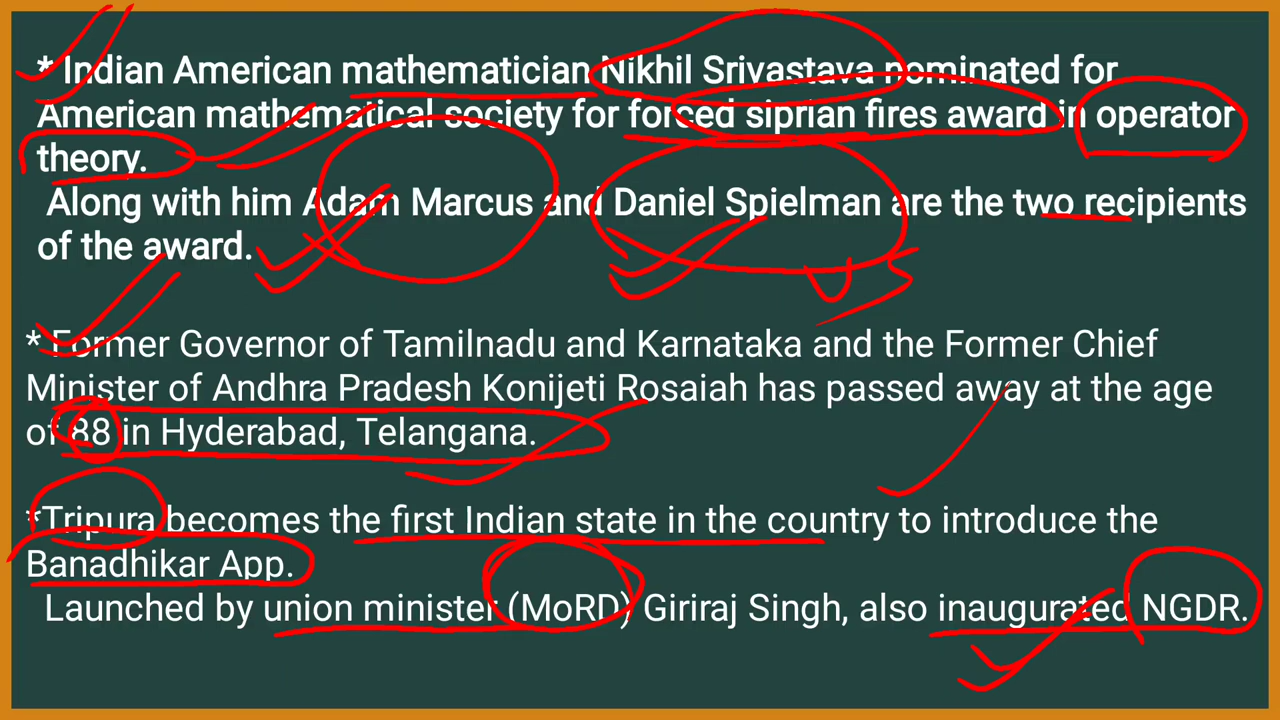 * Indian American mathematician Nikhil Srivastava nominated for
American mathematical society for forced siprian fires award in operator
theory.
Along with him Adam Marcus and Daniel Spielman are the two recipients
of the award.
* Former Governor of Tamilnadu and Karnataka and the Former Chief
Minister of Andhra Pradesh Konijeti Rosaiah has passed away at the age
of 88 in Hyderabad, Telangana.
*Tripura becomes the first Indian state in the country to introduce the
Banadhikar App.
Launched by union minister (MoRD) Giriraj Singh, also inaugurated NGDR.